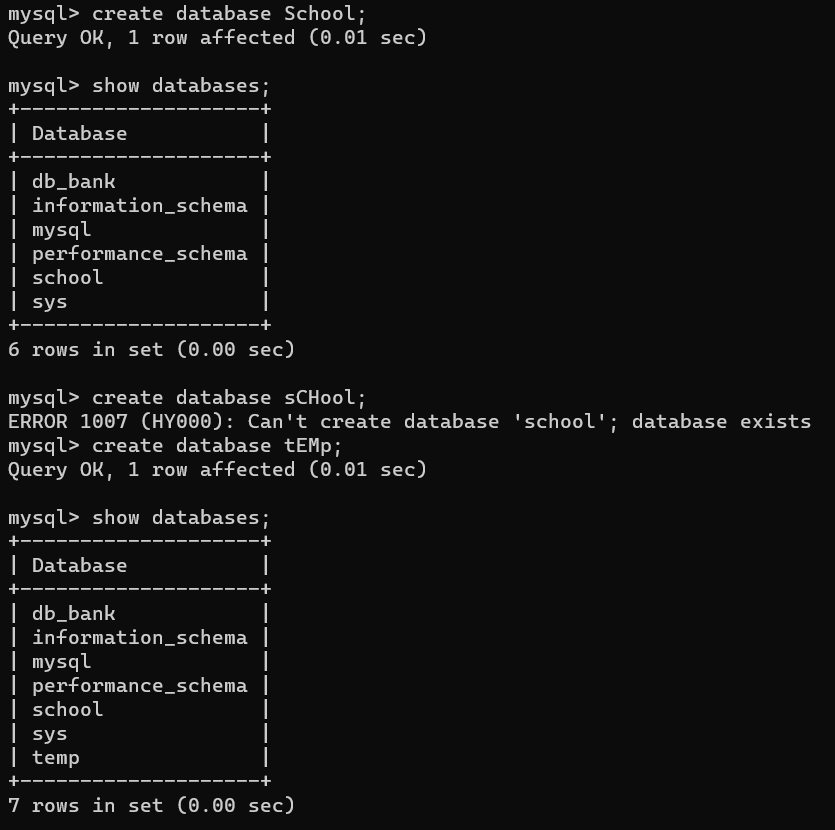 mysql> create database School;
Query OK, 1 row affected (0.01 sec)

mysql> show databases;
+--------------------+
| Database           |
+--------------------+
| db_bank            |
| information_schema |
| mysql              |
| performance_schema |
| school             |
| sys                |
+--------------------+
6 rows in set (0.00 sec)

mysql> create database sCHool;
ERROR 1007 (HY000): Can't create database 'school'; database exists
mysql> create database tEMp;
Query OK, 1 row affected (0.01 sec)

mysql> show databases;
+--------------------+
| Database           |
+--------------------+
| db_bank            |
| information_schema |
| mysql              |
| performance_schema |
| school             |
| sys                |
| temp               |
+--------------------+
7 rows in set (0.00 sec)